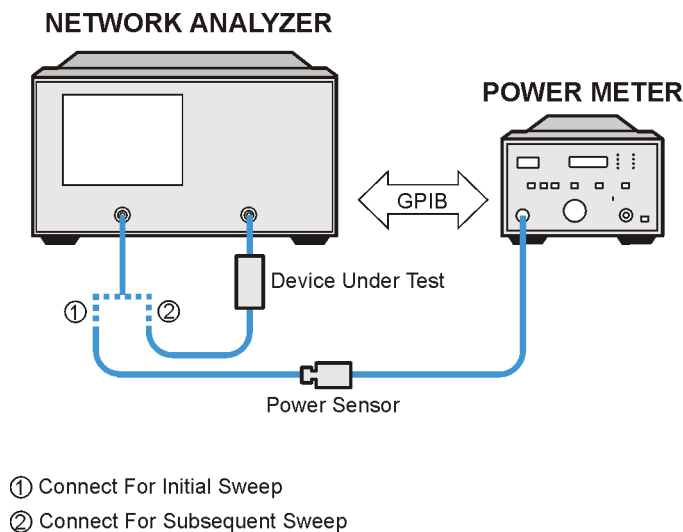 NETWORK ANALYZER
POWER METER
GPIB
Device Under Test
① ②
Power Sensor
① Connect For Initial Sweep
② Connect For Subsequent Sweep